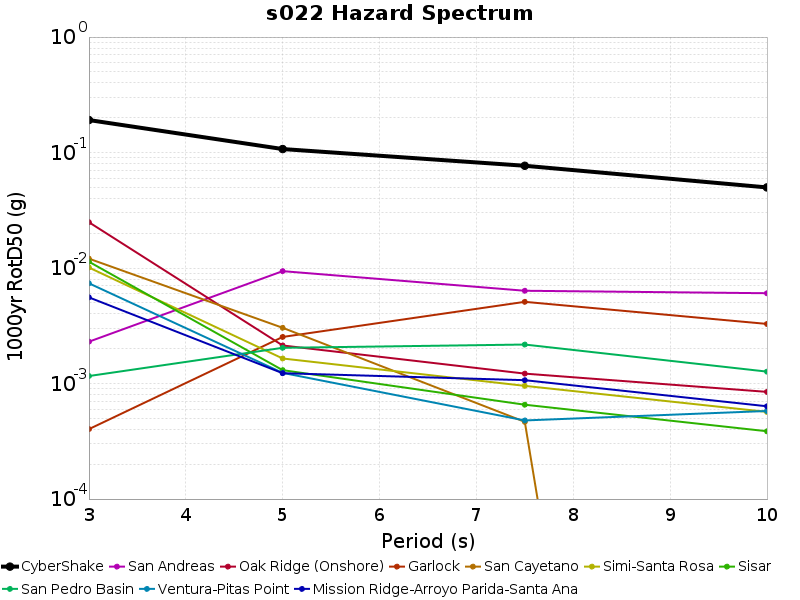 s022 Hazard Spectrum
1000yr RotD50 (g)
10^0
10^-1
10^-2
10^-3
10^-4
3 4 5 6 7 8 9 10
Period (s)
CyberShake San Andreas Oak Ridge (Onshore) Garlock San Cayetano Simi-Santa Rosa Sisar
San Pedro Basin Ventura-Pitas Point Mission Ridge-Arroyo Parida-Santa Ana